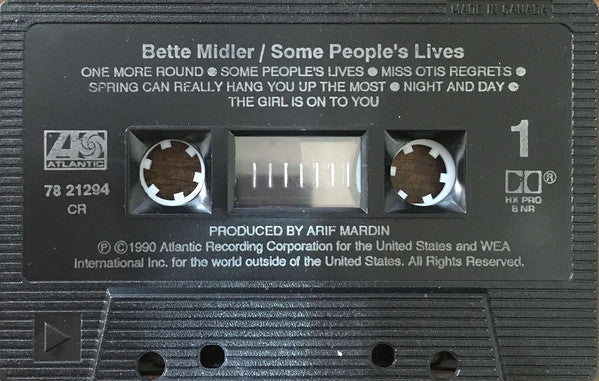 MADE IN CANADA
Bette Midler / Some People's Lives
ONE MORE ROUND ● SOME PEOPLE'S LIVES ● MISS OTIS REGRETS ●
SPRING CAN REALLY HANG YOU UP THE MOST ● NIGHT AND DAY ●
THE GIRL IS ON TO YOU
ATLANTIC
78 21294
CR
1
®
HX PRO
B NR
PRODUCED BY ARIF MARDIN
Ⓟ ©1990 Atlantic Recording Corporation for the United States and WEA
International Inc. for the world outside of the United States. All Rights Reserved.